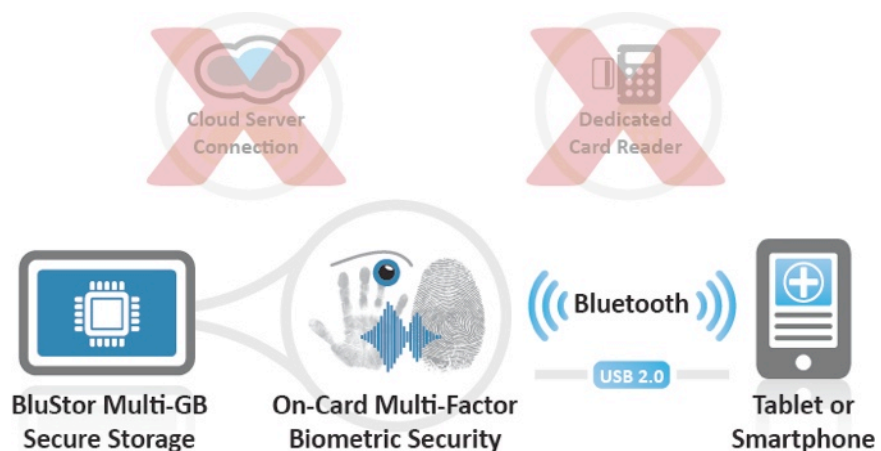 Cloud Server
Connection
Dedicated
Card Reader
Bluetooth
USB 2.0
BluStor Multi-GB
Secure Storage
On-Card Multi-Factor
Biometric Security
Tablet or
Smartphone